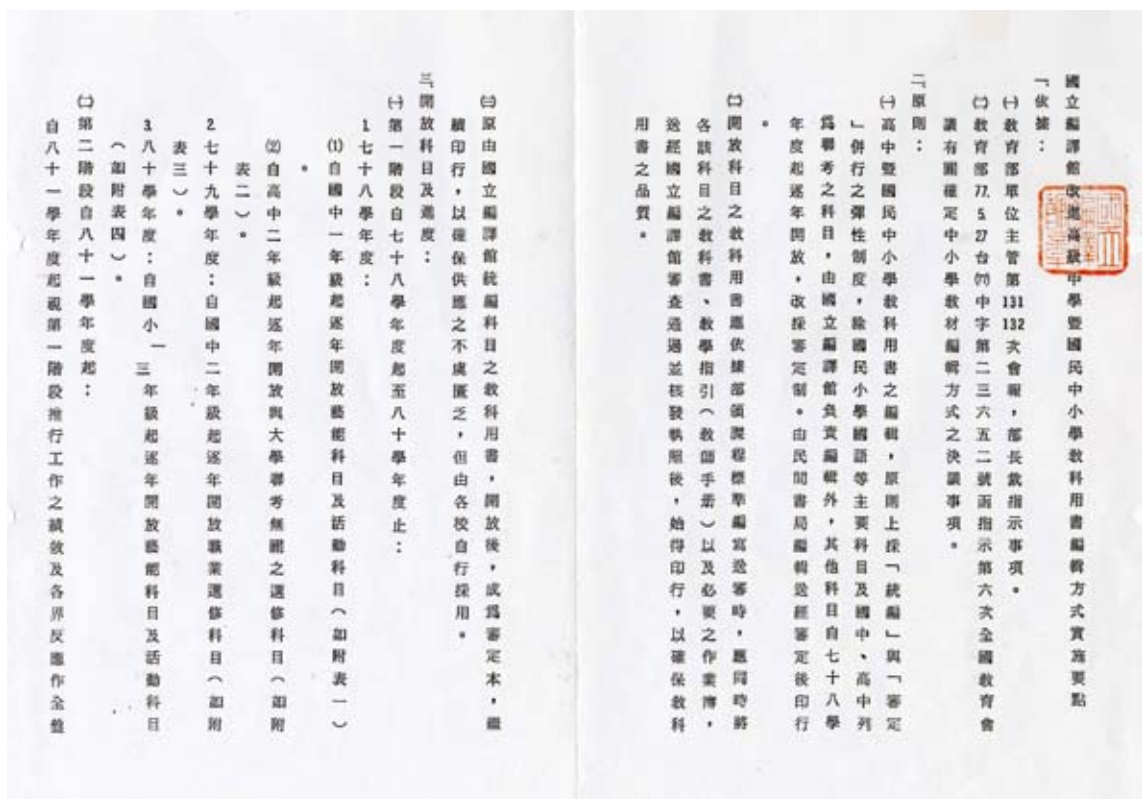 國立編譯館改進高級中學暨國民中小學教科用書編輯方式實施要點
一、依據：
㈠教育部單位主管第131 132次會報，部長裁指示事項。
㈡教育部77. 5. 27台㈦中字第二三六五二號函指示第六次全國教育會
議有關確定中小學教材編輯方式之決議事項。
二、原則：
㈠高中暨國民中小學教科用書之編輯，原則上採「統編」與「審定
」併行之彈性制度，除國民小學國語等主要科目及國中、高中列
爲聯考之科目，由國立編譯館負責編輯外，其他科目自七十八學
年度起逐年開放，改採審定制。由民間書局編輯送經審定後印行
。
㈡開放科目之教科用書應依據部頒課程標準編寫送審時，應同時將
各該科目之教科書、教學指引（教師手册）以及必要之作業簿，
送經國立編譯館審查通過並核發執照後，始得印行，以確保教科
用書之品質。
㈢原由國立編譯館統編科目之教科用書，開放後，成爲審定本，繼
續印行，以確保供應之不虞匱乏，但由各校自行採用。
三、開放科目及進度：
㈠第一階段自七十八學年度起至八十學年度止：
1.七十八學年度：
⑴自國中一年級起逐年開放藝能科目及活動科目（如附表一）
。
⑵自高中二年級起逐年開放與大學聯考無關之選修科目（如附
表二）。
2.七十九學年度：自國中二年級起逐年開放職業選修科目（如附
表三）。
3.八十學年度：自國小一、三年級起逐年開放藝能科目及活動科目
（如附表四）。
㈡第二階段自八十一學年度起：
自八十一學年度起視第一階段推行工作之績效及各界反應作全盤